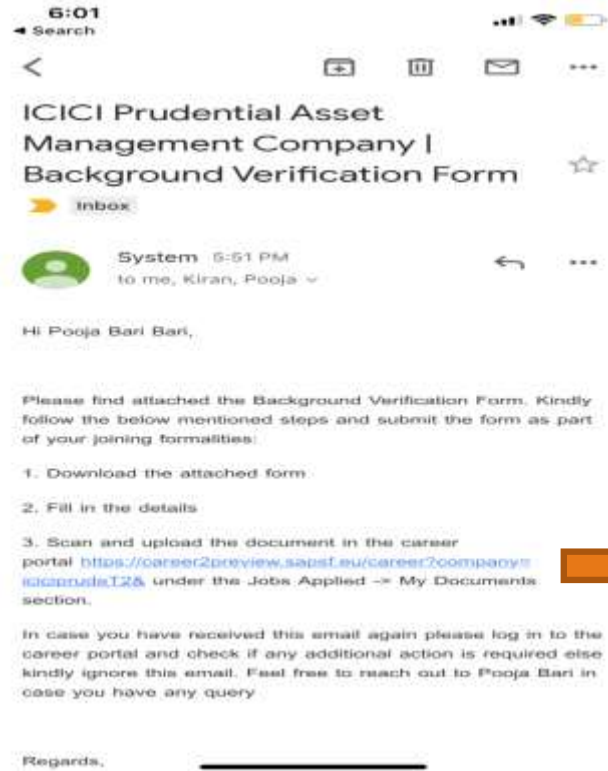 6:01
◄ Search
ICICI Prudential Asset
Management Company |
Background Verification Form
Inbox
System 5:51 PM
to me, Kiran, Pooja
Hi Pooja Bari Bari,
Please find attached the Background Verification Form. Kindly
follow the below mentioned steps and submit the form as part
of your joining formalities:
1. Download the attached form
2. Fill in the details
3. Scan and upload the document in the career
portal https://career2preview.sapsf.eu/career?company=
under the Jobs Applied -> My Documents
section.
In case you have received this email again please log in to the
career portal and check if any additional action is required else
kindly ignore this email. Feel free to reach out to Pooja Bari in
case you have any query
Regards,